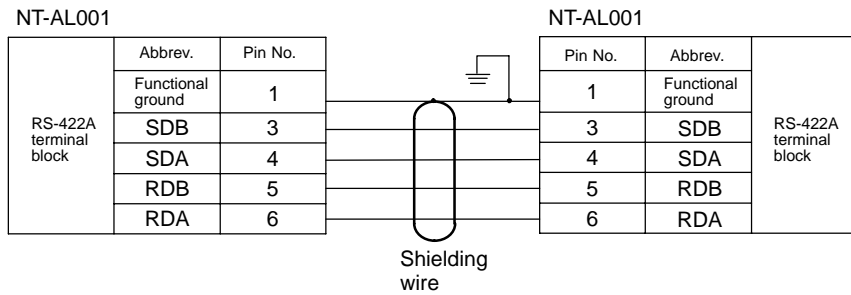 NT-AL001
NT-AL001
Abbrev. Pin No.
Functional ground 1
SDB 3
SDA 4
RDB 5
RDA 6
RS-422A
terminal
block
Pin No. Abbrev.
1 Functional ground
3 SDB
4 SDA
5 RDB
6 RDA
RS-422A
terminal
block
Shielding
wire